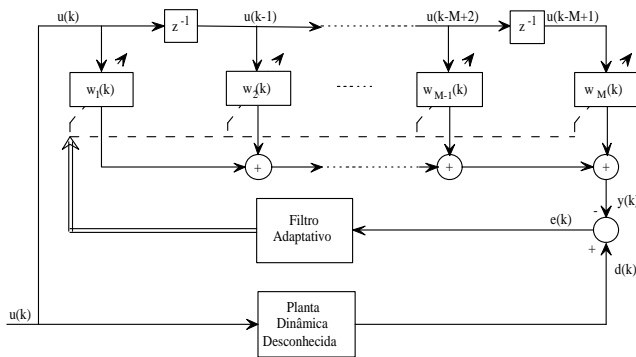 u(k)
z⁻¹
u(k-1)
u(k-M+2)
z⁻¹
u(k-M+1)
w₁(k)
w₂(k)
w_{M-1}(k)
w_M(k)
+
+
+
Filtro
Adaptativo
e(k)
-
y(k)
+
d(k)
u(k)
Planta
Dinâmica
Desconhecida